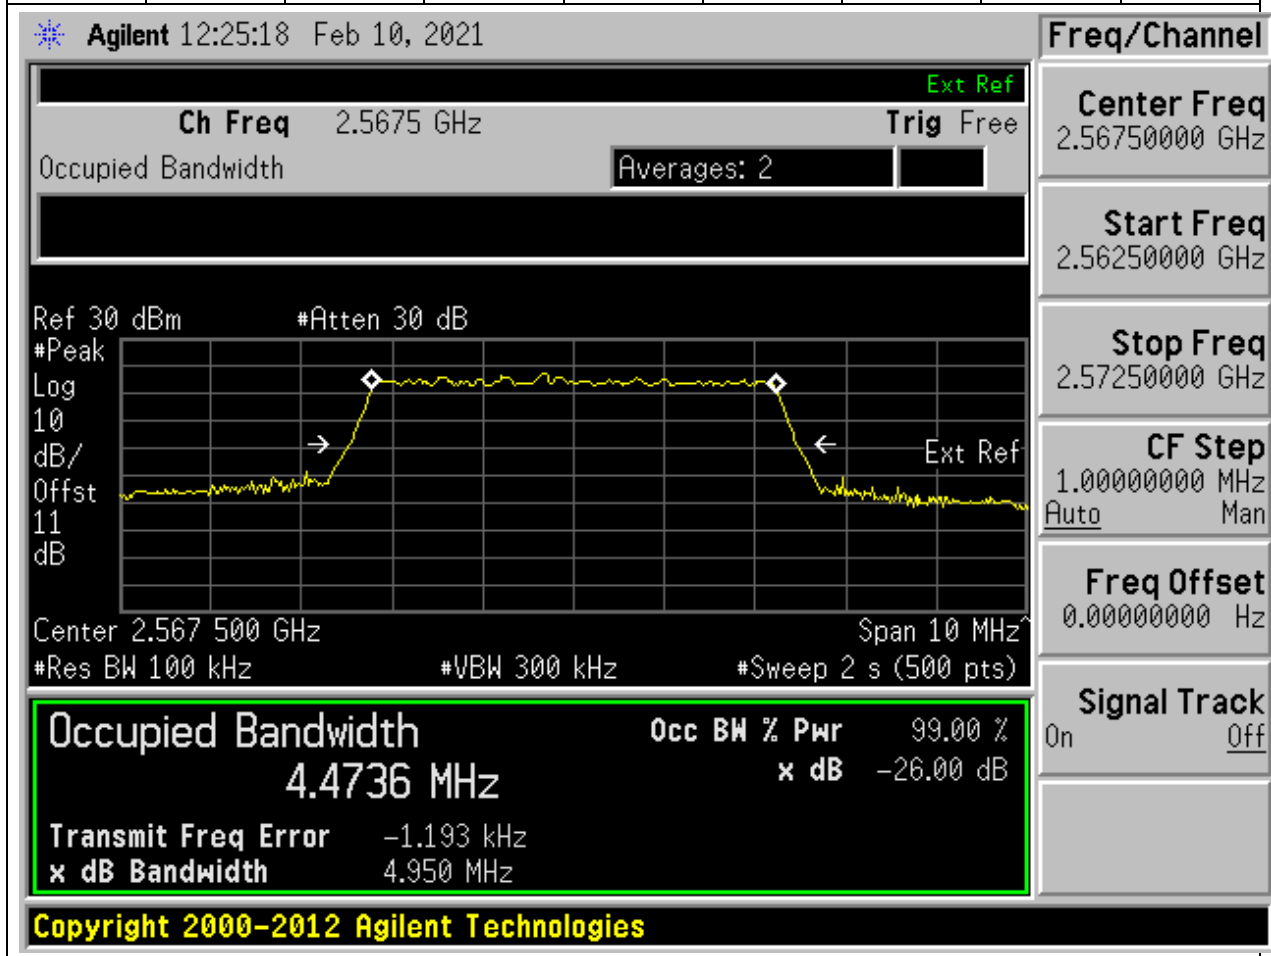 Agilent 12:25:18 Feb 10, 2021
Ext Ref
Ch Freq 2.5675 GHz Trig Free
Occupied Bandwidth Averages: 2
Ref 30 dBm #Atten 30 dB
#Peak
Log
10
dB/
Offst
11
dB
Ext Ref
Center 2.567 500 GHz Span 10 MHz^
#Res BW 100 kHz #VBW 300 kHz #Sweep 2 s (500 pts)
Occupied Bandwidth Occ BW % Pwr 99.00 %
4.4736 MHz x dB -26.00 dB
Transmit Freq Error -1.193 kHz
x dB Bandwidth 4.950 MHz
Copyright 2000-2012 Agilent Technologies
Freq/Channel
Center Freq
2.56750000 GHz
Start Freq
2.56250000 GHz
Stop Freq
2.57250000 GHz
CF Step
1.00000000 MHz
Auto Man
Freq Offset
0.00000000 Hz
Signal Track
On Off